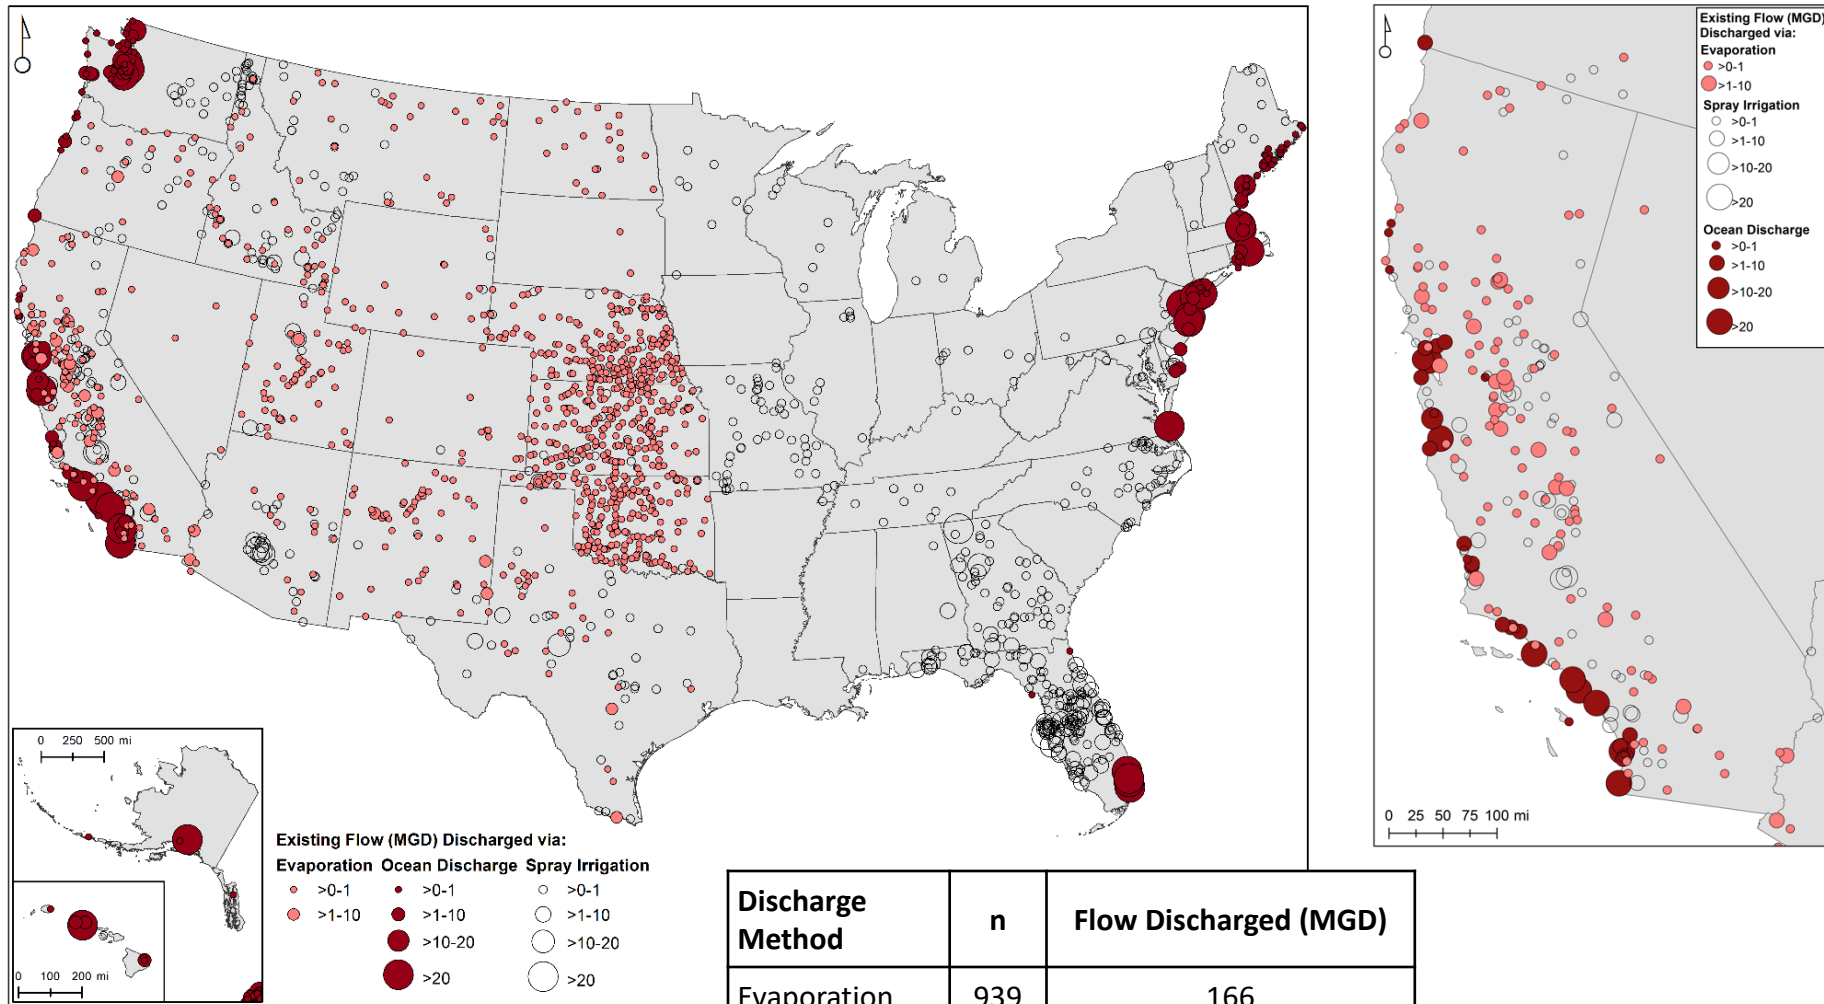 0 250 500 mi
0 100 200 mi
Existing Flow (MGD) Discharged via:
Evaporation Ocean Discharge Spray Irrigation
>0-1 >0-1 >0-1
>1-10 >1-10 >1-10
>10-20 >10-20
>20 >20
Discharge Method n Flow Discharged (MGD)
Evaporation 939 166
Existing Flow (MGD)
Discharged via:
Evaporation
>0-1
>1-10
Spray Irrigation
>0-1
>1-10
>10-20
>20
Ocean Discharge
>0-1
>1-10
>10-20
>20
0 25 50 75 100 mi